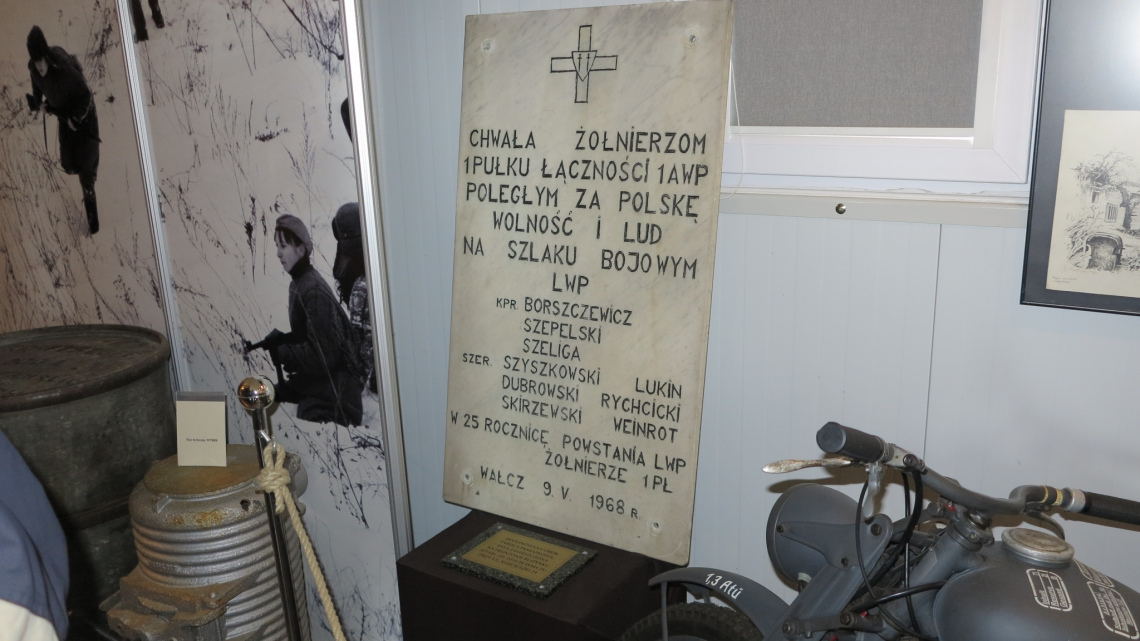 CHWAŁA ŻOŁNIERZOM
1 PUŁKU ŁĄCZNOŚCI 1 AWP
POLEGŁYM ZA POLSKĘ
WOLNOŚĆ I LUD
NA SZLAKU BOJOWYM
LWP
KPR. BORSZCZEWICZ
SZEPELSKI
SZELIGA
SZER. SZYSZKOWSKI LUKIN
DUBROWSKI RYCHCICKI
SKIRZEWSKI WEINROT
W 25 ROCZNICĘ POWSTANIA LWP
ŻOŁNIERZE 1 PŁ
WAŁCZ 9. V. 1968 R.
1,3 Atü